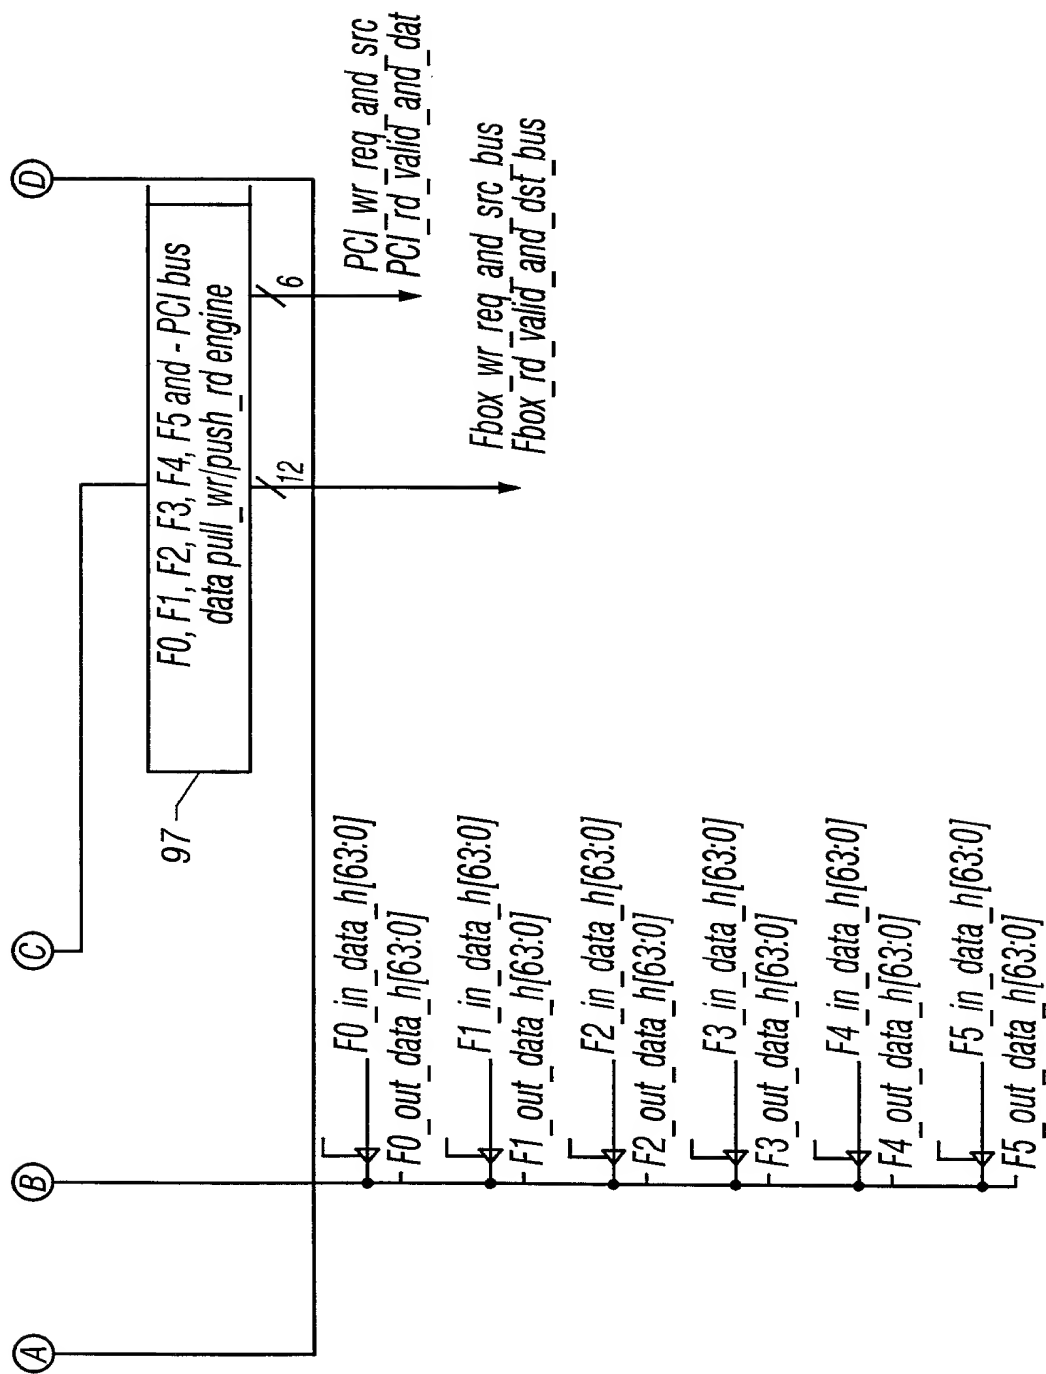 A
B
C
D
97
F0, F1, F2, F3, F4, F5 and - PCI bus
data pull_wr/push_rd engine
12
6
PCI_wr_req_and_src
PCI_rd_valid_and_dat
Fbox_wr_req_and_src_bus
Fbox_rd_valid_and_dst_bus
F0_in_data_h[63:0]
F0_out_data_h[63:0]
F1_in_data_h[63:0]
F1_out_data_h[63:0]
F2_in_data_h[63:0]
F2_out_data_h[63:0]
F3_in_data_h[63:0]
F3_out_data_h[63:0]
F4_in_data_h[63:0]
F4_out_data_h[63:0]
F5_in_data_h[63:0]
F5_out_data_h[63:0]